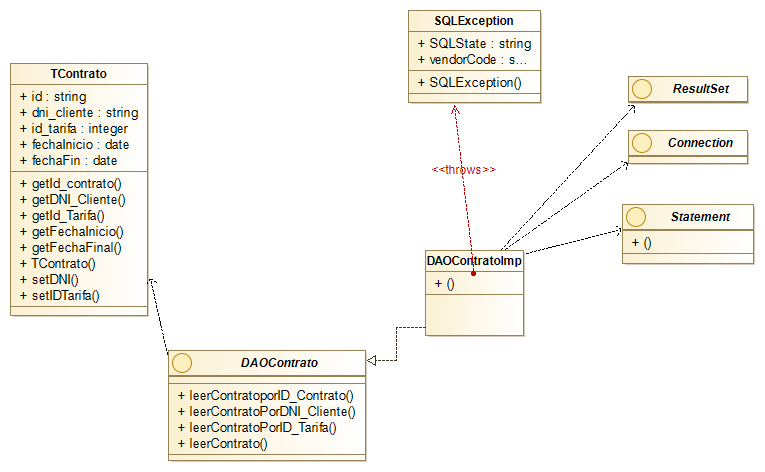 SQLException
+ SQLState : string
+ vendorCode : s...
+ SQLException()
TContrato
+ id : string
+ dni_cliente : string
+ id_tarifa : integer
+ fechaInicio : date
+ fechaFin : date
+ getId_contrato()
+ getDNI_Cliente()
+ getId_Tarifa()
+ getFechaInicio()
+ getFechaFinal()
+ TContrato()
+ setDNI()
+ setIDTarifa()
ResultSet
Connection
Statement
+ ()
<<throws>>
DAOContratoImp
+ ()
DAOContrato
+ leerContratoporID_Contrato()
+ leerContratoPorDNI_Cliente()
+ leerContratoPorID_Tarifa()
+ leerContrato()